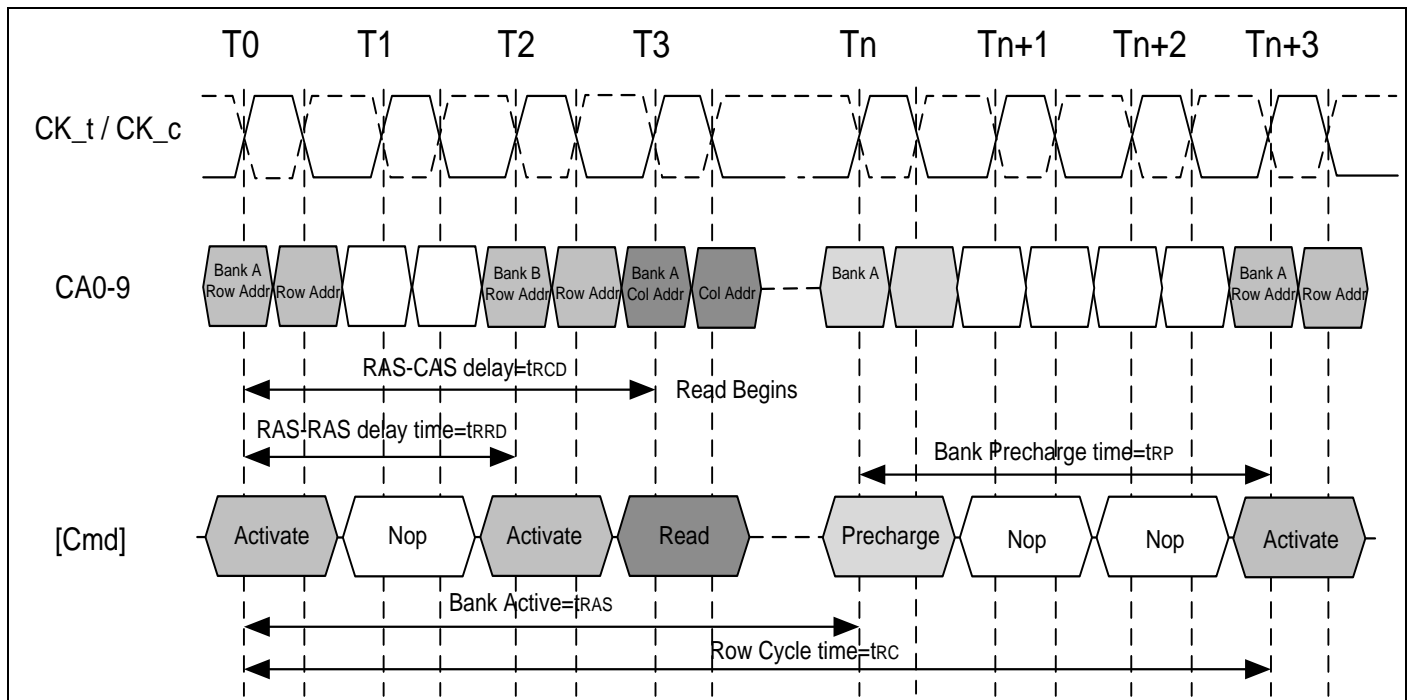 T0 T1 T2 T3 Tn Tn+1 Tn+2 Tn+3
CK_t / CK_c
CA0-9
Bank A
Row Addr
Row Addr
Bank B
Row Addr
Row Addr
Bank A
Col Addr
Col Addr
Bank A
Bank A
Row Addr
Row Addr
RAS-CAS delay=tRCD
Read Begins
RAS-RAS delay time=tRRD
Bank Precharge time=tRP
[Cmd]
Activate Nop Activate Read Precharge Nop Nop Activate
Bank Active=tRAS
Row Cycle time=tRC